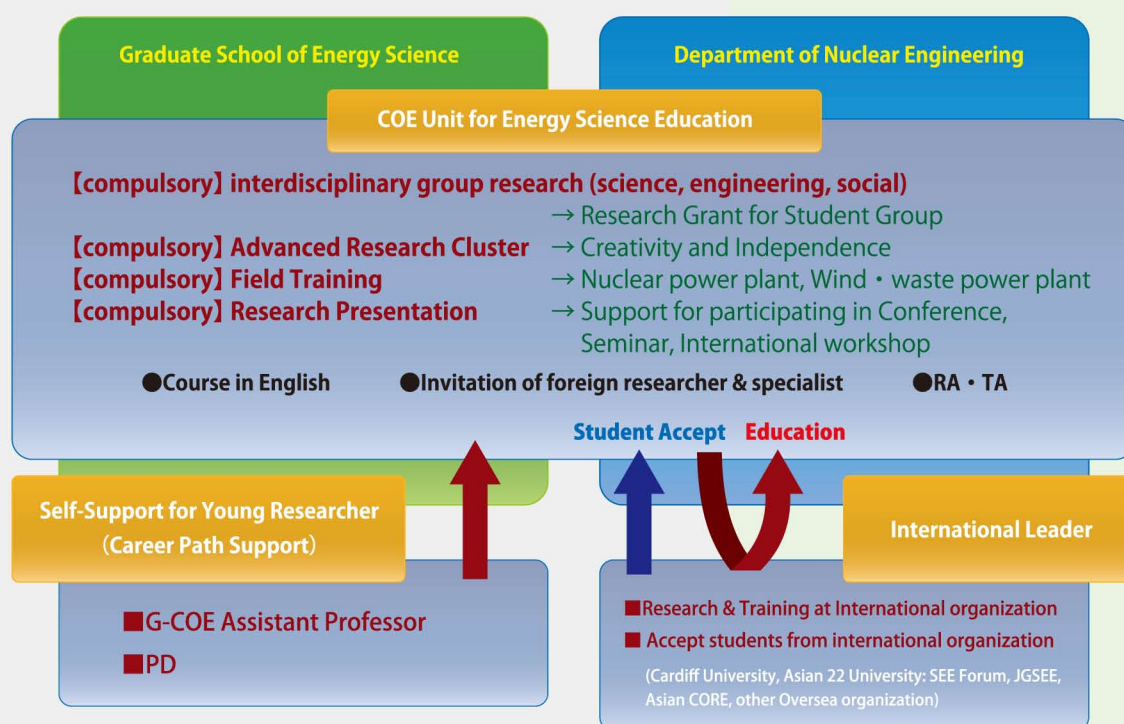 Graduate School of Energy Science
Department of Nuclear Engineering
COE Unit for Energy Science Education
【compulsory】interdisciplinary group research (science, engineering, social)
→ Research Grant for Student Group
【compulsory】Advanced Research Cluster → Creativity and Independence
【compulsory】Field Training → Nuclear power plant, Wind・waste power plant
【compulsory】Research Presentation → Support for participating in Conference,
Seminar, International workshop
●Course in English ●Invitation of foreign researcher & specialist ●RA・TA
Student Accept Education
Self-Support for Young Researcher
（Career Path Support）
International Leader
■G-COE Assistant Professor
■PD
■Research & Training at International organization
■ Accept students from international organization
(Cardiff University, Asian 22 University: SEE Forum, JGSEE,
Asian CORE, other Oversea organization)